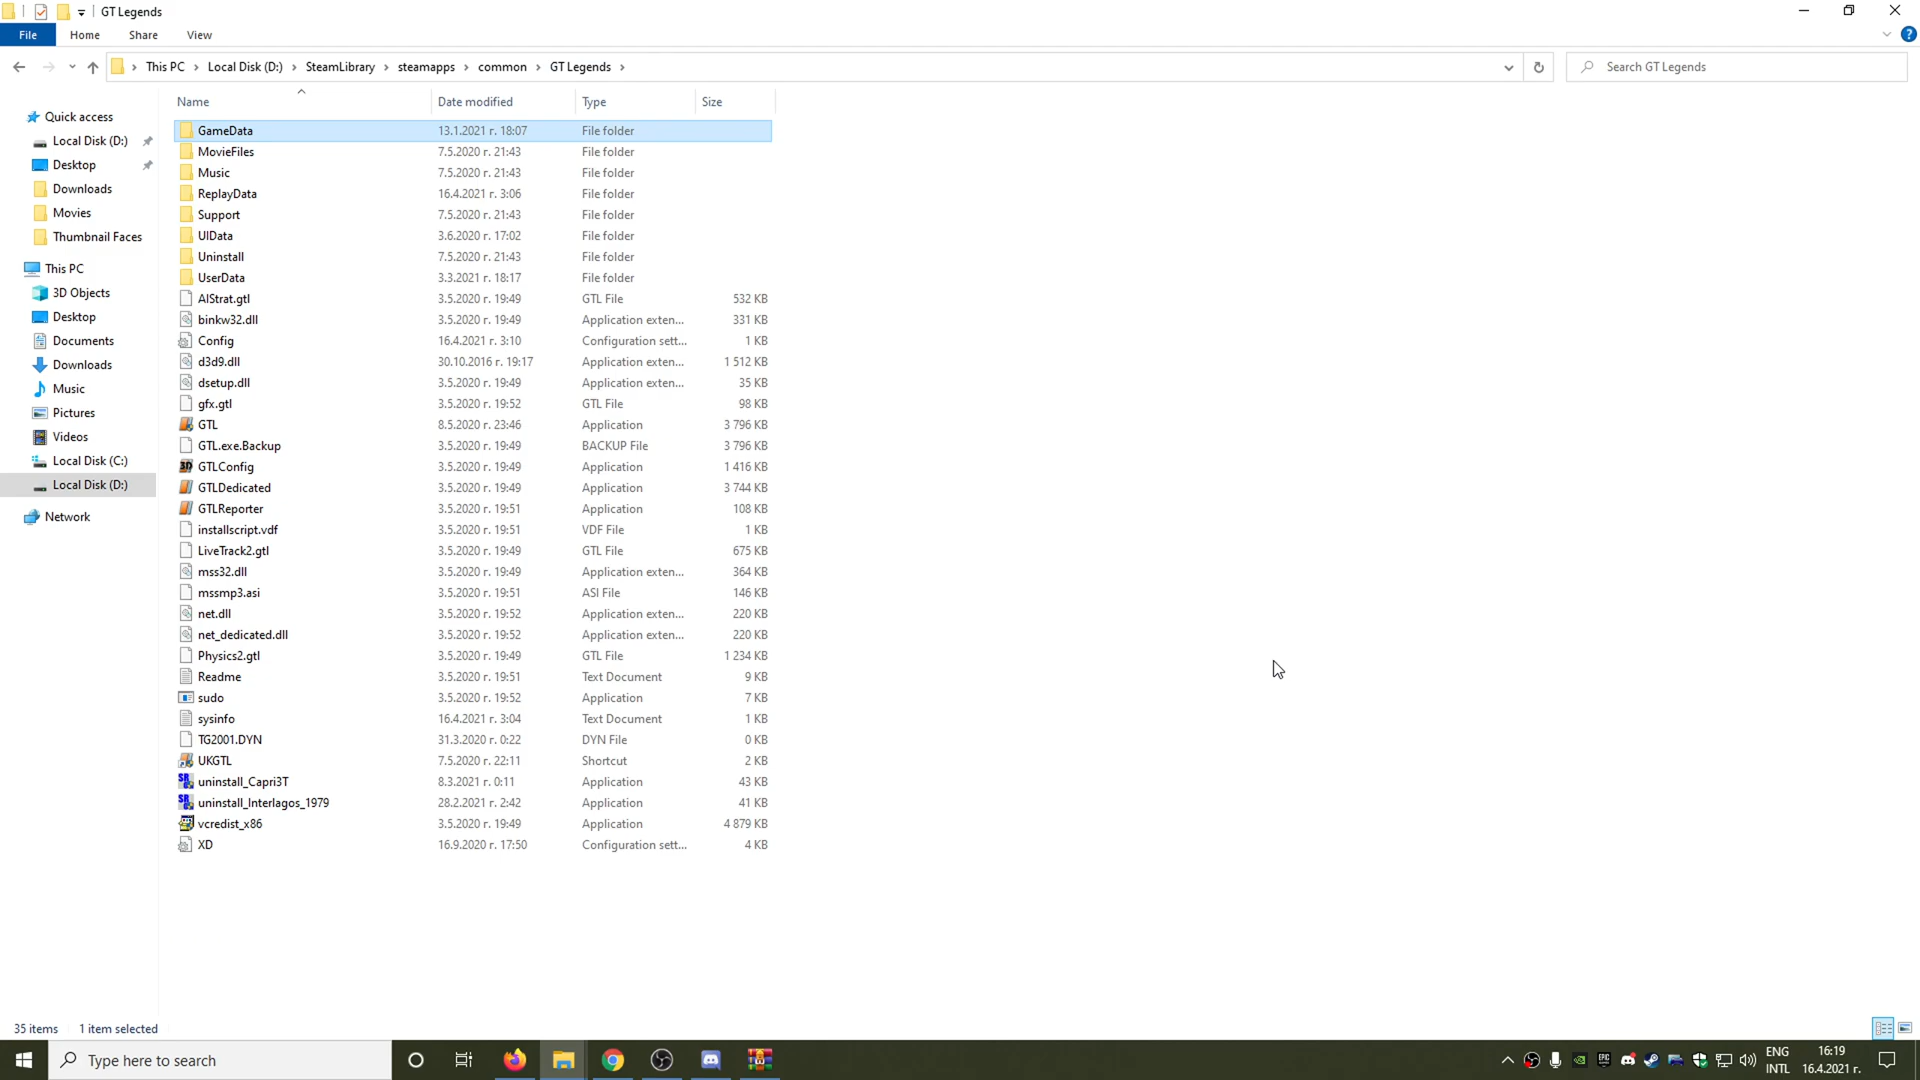 GT Legends
File Home Share View
This PC Local Disk (D:) SteamLibrary steamapps common GT Legends Search GT Legends
Name Date modified Type Size
Quick access
Local Disk (D:)
Desktop
Downloads
Movies
Thumbnail Faces
This PC
3D Objects
Desktop
Documents
Downloads
Music
Pictures
Videos
Local Disk (C:)
Local Disk (D:)
Network
GameData 13.1.2021 г. 18:07 File folder
MovieFiles 7.5.2020 г. 21:43 File folder
Music 7.5.2020 г. 21:43 File folder
ReplayData 16.4.2021 г. 3:06 File folder
Support 7.5.2020 г. 21:43 File folder
UIData 3.6.2020 г. 17:02 File folder
Uninstall 7.5.2020 г. 21:43 File folder
UserData 3.3.2021 г. 18:17 File folder
AIStrat.gtl 3.5.2020 г. 19:49 GTL File 532 KB
binkw32.dll 3.5.2020 г. 19:49 Application exten... 331 KB
Config 16.4.2021 г. 3:10 Configuration sett... 1 KB
d3d9.dll 30.10.2016 г. 19:17 Application exten... 1 512 KB
dsetup.dll 3.5.2020 г. 19:49 Application exten... 35 KB
gfx.gtl 3.5.2020 г. 19:52 GTL File 98 KB
GTL 8.5.2020 г. 23:46 Application 3 796 KB
GTL.exe.Backup 3.5.2020 г. 19:49 BACKUP File 3 796 KB
GTLConfig 3.5.2020 г. 19:49 Application 1 416 KB
GTLDedicated 3.5.2020 г. 19:49 Application 3 744 KB
GTLReporter 3.5.2020 г. 19:51 Application 108 KB
installscript.vdf 3.5.2020 г. 19:51 VDF File 1 KB
LiveTrack2.gtl 3.5.2020 г. 19:49 GTL File 675 KB
mss32.dll 3.5.2020 г. 19:49 Application exten... 364 KB
mssmp3.asi 3.5.2020 г. 19:51 ASI File 146 KB
net.dll 3.5.2020 г. 19:52 Application exten... 220 KB
net_dedicated.dll 3.5.2020 г. 19:52 Application exten... 220 KB
Physics2.gtl 3.5.2020 г. 19:49 GTL File 1 234 KB
Readme 3.5.2020 г. 19:51 Text Document 9 KB
sudo 3.5.2020 г. 19:52 Application 7 KB
sysinfo 16.4.2021 г. 3:04 Text Document 1 KB
TG2001.DYN 31.3.2020 г. 0:22 DYN File 0 KB
UKGTL 7.5.2020 г. 22:11 Shortcut 2 KB
uninstall_Capri3T 8.3.2021 г. 0:11 Application 43 KB
uninstall_Interlagos_1979 28.2.2021 г. 2:42 Application 41 KB
vcredist_x86 3.5.2020 г. 19:49 Application 4 879 KB
XD 16.9.2020 г. 17:50 Configuration sett... 4 KB
35 items 1 item selected
Type here to search
ENG
INTL
16:19
16.4.2021 г.